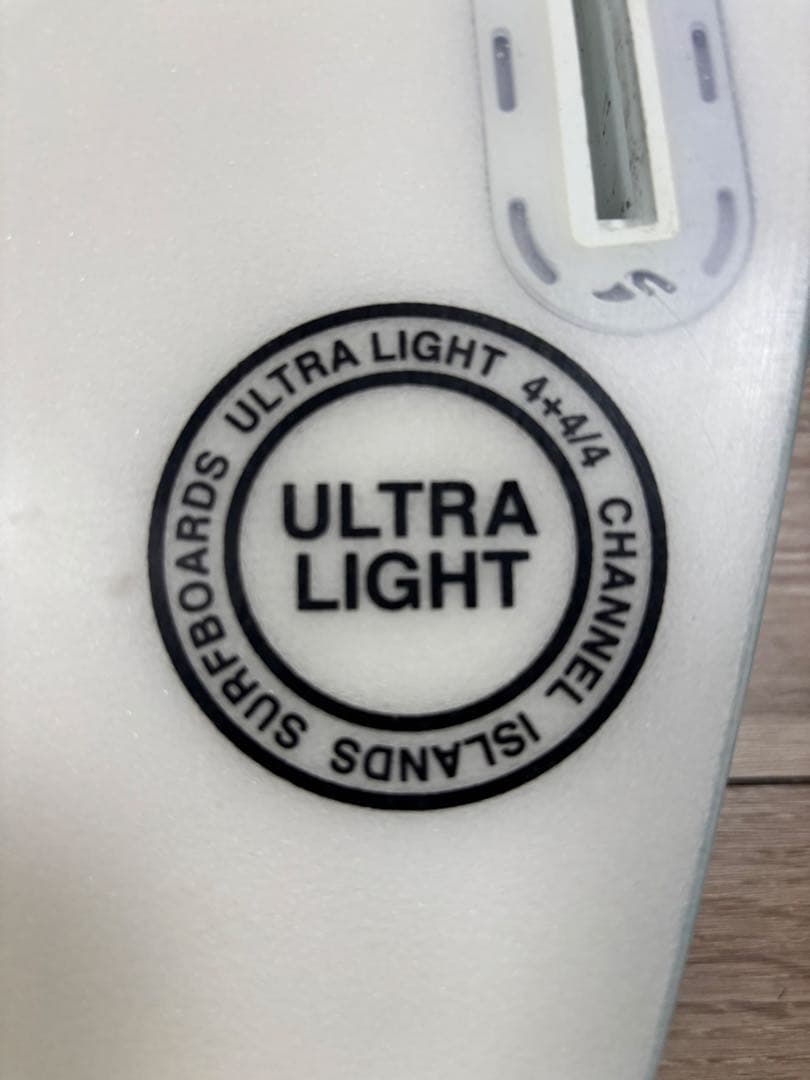 ULTRA LIGHT 4+4/4 CHANNEL ISLANDS SURFBOARDS
ULTRA
LIGHT